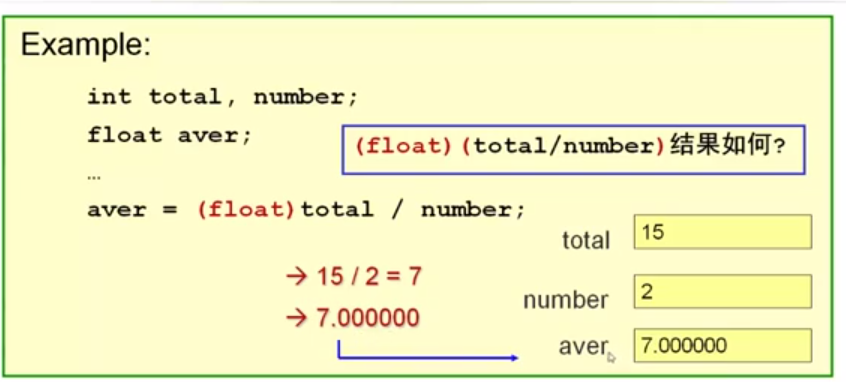 Example:
int total, number;
float aver;
(float)(total/number)结果如何?
…
aver = (float)total / number;
total 15
→ 15 / 2 = 7
number 2
→ 7.000000
aver 7.000000